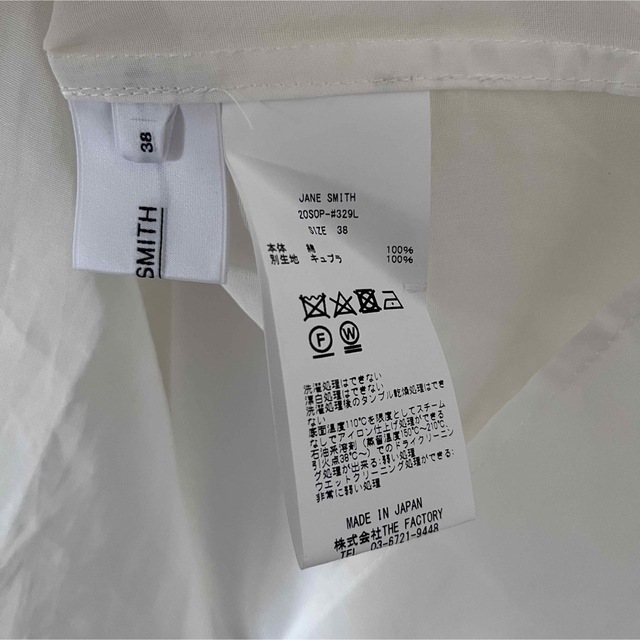 38
SMITH
JANE SMITH
20SOP-#329L
SIZE 38
本体 綿 100%
別生地 キュプラ 100%
F W
洗濯処理はできない
漂白処理はできない
洗濯処理後のタンブル乾燥処理はでき
ない
底面温度110℃を限度としてスチーム
なしでアイロン仕上げ処理ができる
石油系溶剤(蒸留温度150℃~210℃、
引火点38℃~)でのドライクリーニン
グ処理が出来る:弱い処理
ウエットクリーニング処理ができる:
非常に弱い処理
MADE IN JAPAN
株式会社THE FACTORY
TEL 03-6721-9448